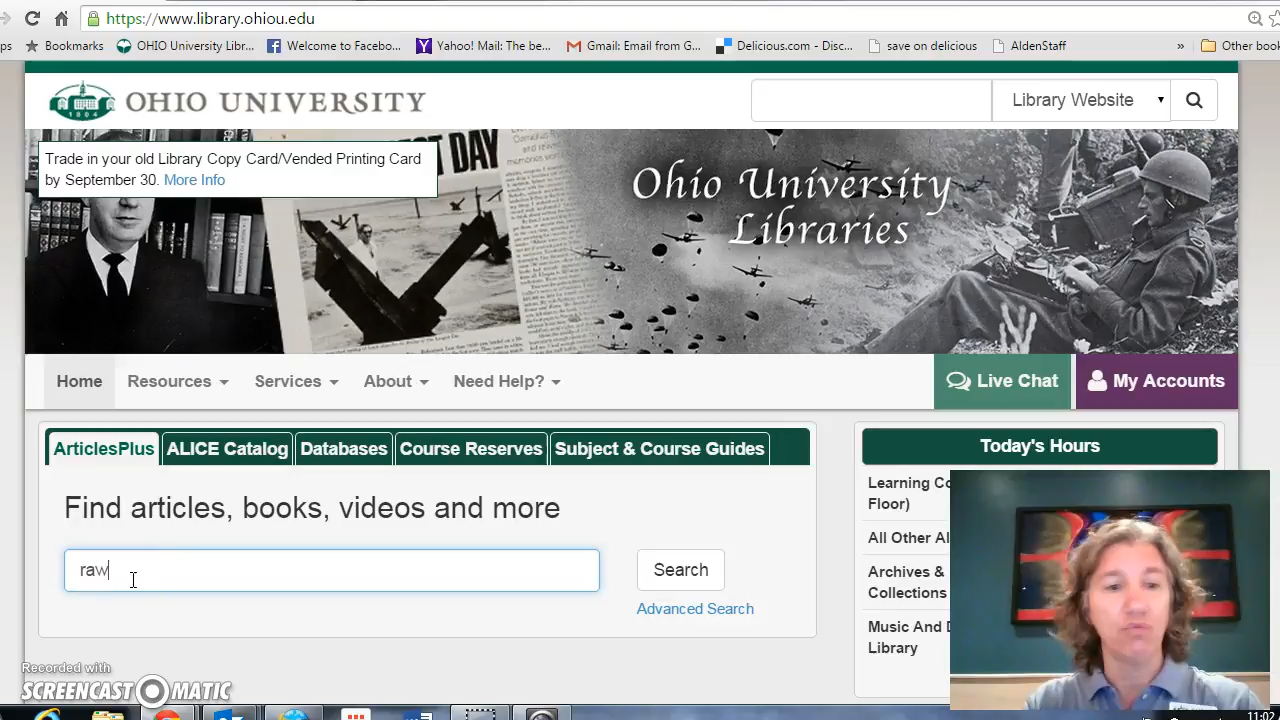 https://www.library.ohiou.edu
ps Bookmarks OHIO University Libr... Welcome to Facebo... Yahoo! Mail: The be... Gmail: Email from G... Delicious.com - Disc... save on delicious AldenStaff » Other book
OHIO UNIVERSITY
1804
Library Website
Trade in your old Library Copy Card/Vended Printing Card
by September 30. More Info
DAY
Ohio University
Libraries
Home Resources Services About Need Help? Live Chat My Accounts
ArticlesPlus ALICE Catalog Databases Course Reserves Subject & Course Guides
Find articles, books, videos and more
raw
Search
Advanced Search
Today's Hours
Learning Co
Floor)
All Other Al
Archives &
Collections
Music And D
Library
Recorded with
SCREENCAST MATIC
11:02